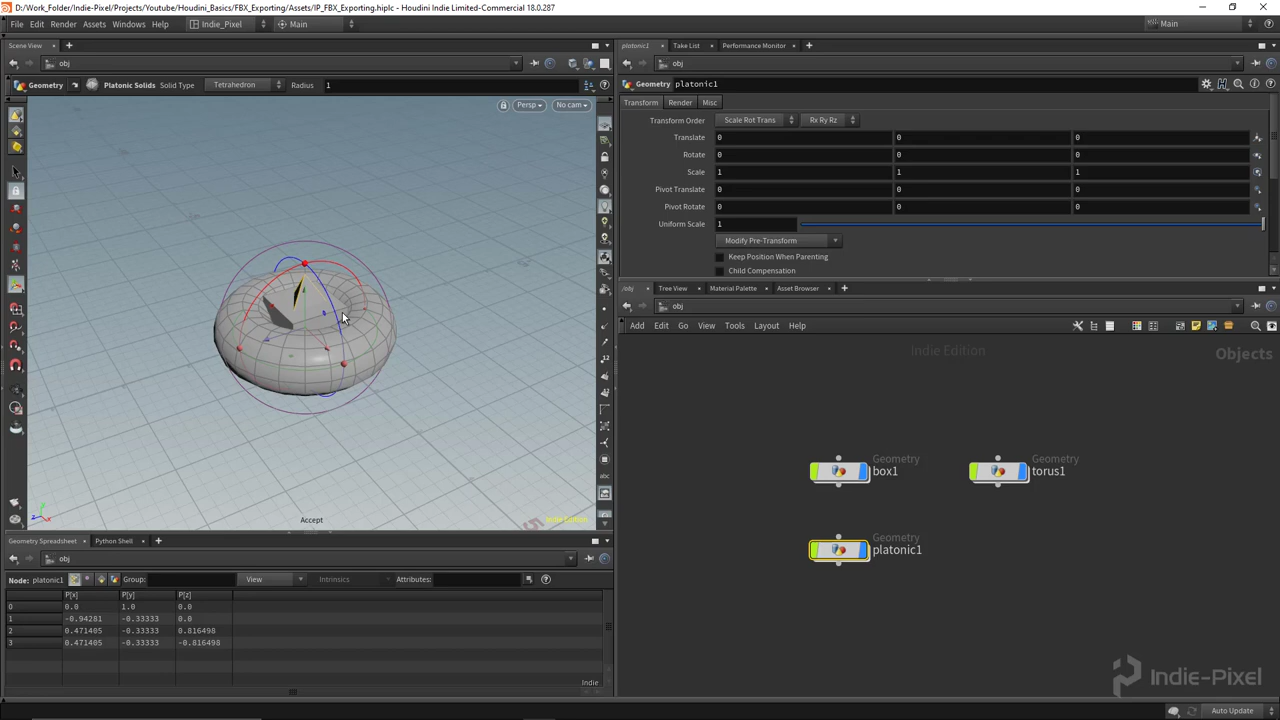 D:\Work_Folder\Indie-Pixel\Projects\Youtube\Houdini_Basics\FBX_Exporting\Assets\IP_FBX_Exporting.hiplc - Houdini Indie Limited-Commercial 18.0.287
File Edit Render Assets Windows Help Indie_Pixel Main Main
Scene View
obj
Geometry Platonic Solids Solid Type Tetrahedron Radius 1
Persp No cam
Accept
Indie Edition
Geometry Spreadsheet Python Shell
obj
Node: platonic1 Group: View Intrinsics Attributes:
P[x] P[y] P[z]
0 0.0 1.0 0.0
1 -0.94281 -0.33333 0.0
2 0.471405 -0.33333 0.816498
3 0.471405 -0.33333 -0.816498
Indie
platonic1 Take List Performance Monitor
obj
Geometry platonic1
Transform Render Misc
Transform Order Scale Rot Trans Rx Ry Rz
Translate 0 0 0
Rotate 0 0 0
Scale 1 1 1
Pivot Translate 0 0 0
Pivot Rotate 0 0 0
Uniform Scale 1
Modify Pre-Transform
Keep Position When Parenting
Child Compensation
/obj Tree View Material Palette Asset Browser
obj
Add Edit Go View Tools Layout Help
Indie Edition
Objects
Geometry
box1
Geometry
torus1
Geometry
platonic1
Indie-Pixel
Auto Update